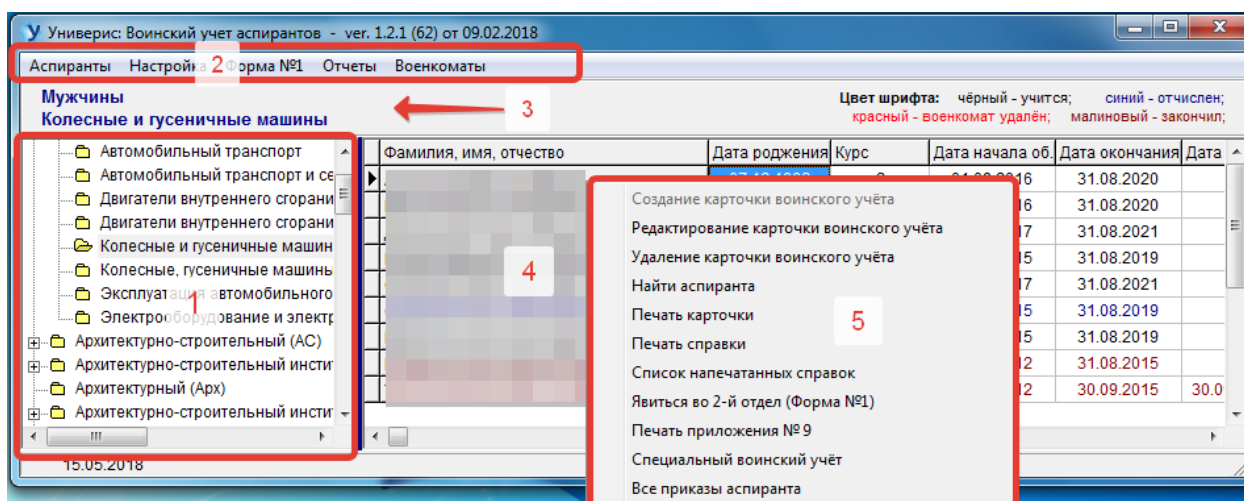 Универис: Воинский учет аспирантов - ver. 1.2.1 (62) от 09.02.2018
Аспиранты Настройка 2 Форма №1 Отчеты Военкоматы
Мужчины
Колесные и гусеничные машины
3
Цвет шрифта: чёрный - учится; синий - отчислен;
красный - военкомат удалён; малиновый - закончил;
Автомобильный транспорт
Автомобильный транспорт и се
Двигатели внутреннего сгорани
Двигатели внутреннего сгорани
Колесные и гусеничные машин
Колесные, гусеничные машины
Эксплуатация автомобильного
1
Электрооборудование и электр
Архитектурно-строительный (АС)
Архитектурно-строительный инсти
Архитектурный (Арх)
Архитектурно-строительный инсти
Фамилия, имя, отчество Дата роджения Курс Дата начала об. Дата окончания Дата
31.08.2020
16 31.08.2020
17 31.08.2021
15 31.08.2019
17 31.08.2021
15 31.08.2019
15 31.08.2019
12 31.08.2015
12 30.09.2015 30.0
4
Создание карточки воинского учёта
Редактирование карточки воинского учёта
Удаление карточки воинского учёта
Найти аспиранта
Печать карточки
5
Печать справки
Список напечатанных справок
Явиться во 2-й отдел (Форма №1)
Печать приложения № 9
Специальный воинский учёт
Все приказы аспиранта
15.05.2018